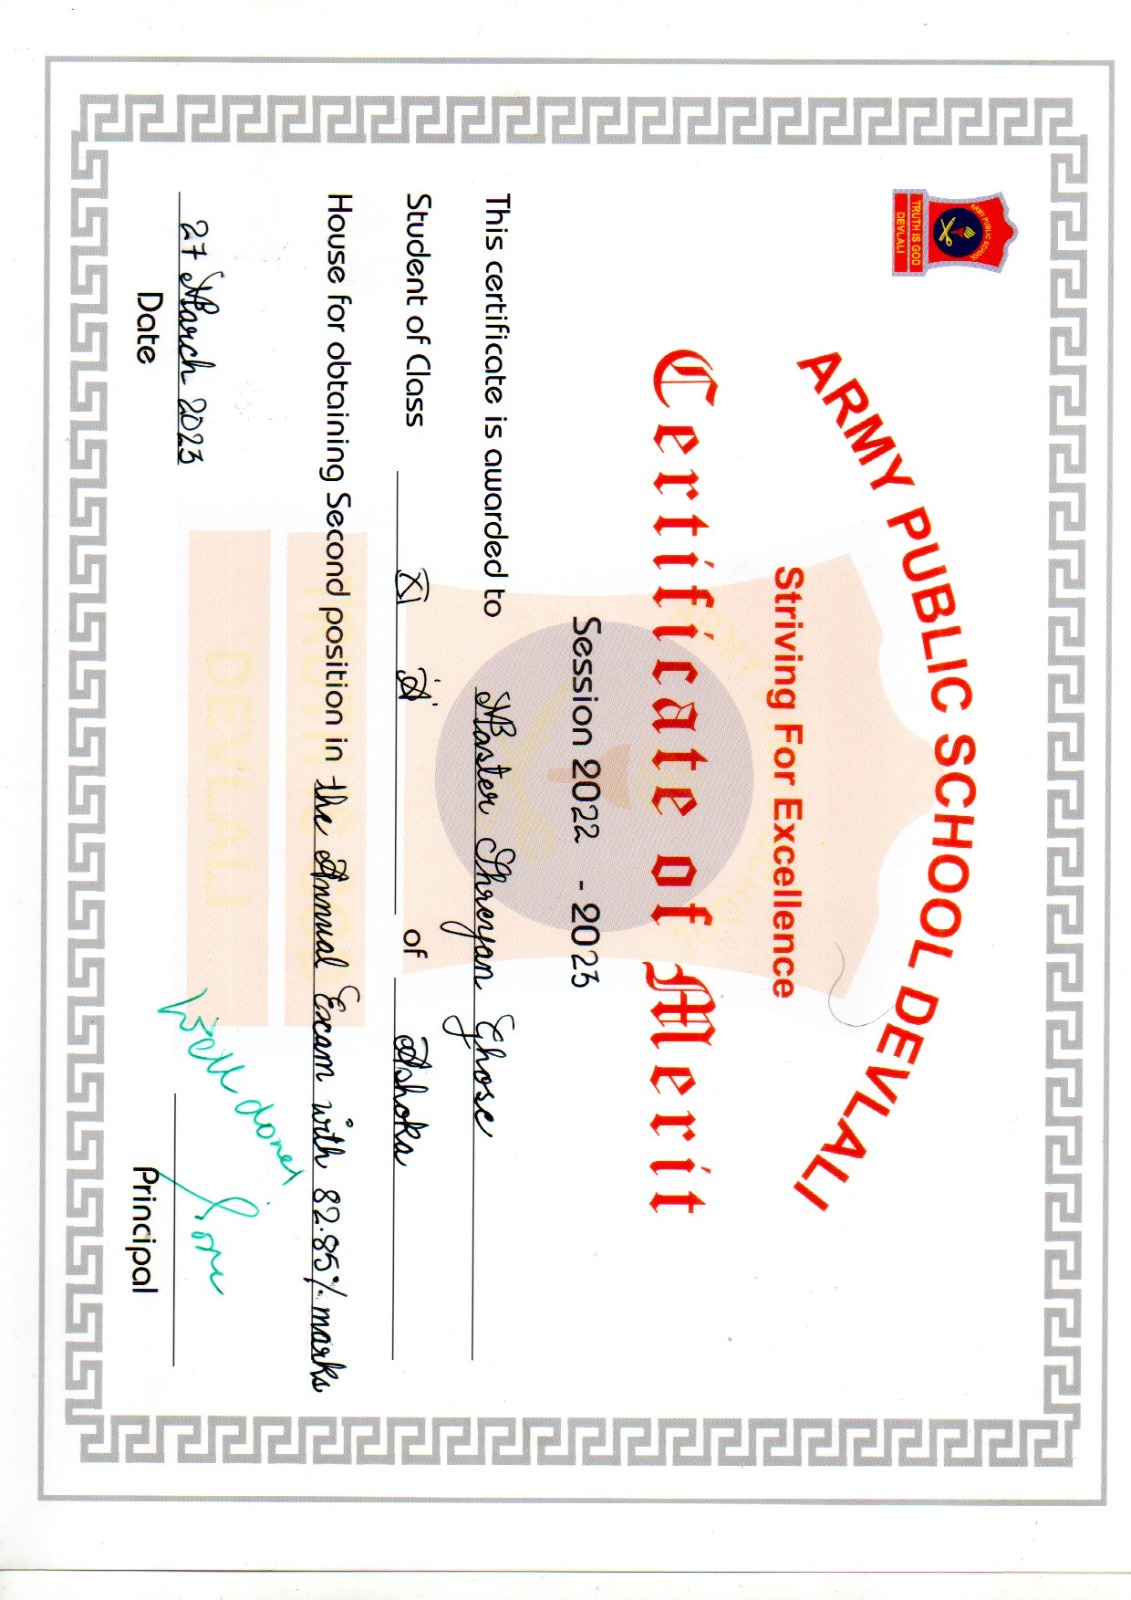 ARMY PUBLIC SCHOOL
TRUTH IS GOD
DEVLALI
ARMY PUBLIC SCHOOL DEVLALI
Striving For Excellence
Certificate of Merit
Session 2022 - 2023
This certificate is awarded to Master Shreyan Ghose
Student of Class XI 'A' of Ashoka
House for obtaining Second position in the Annual Exam with 82.85% marks
Well done
27 March 2023
Date
Principal
ARMY PUBLIC SCHOOL
TRUTH IS GOD
DEVLALI